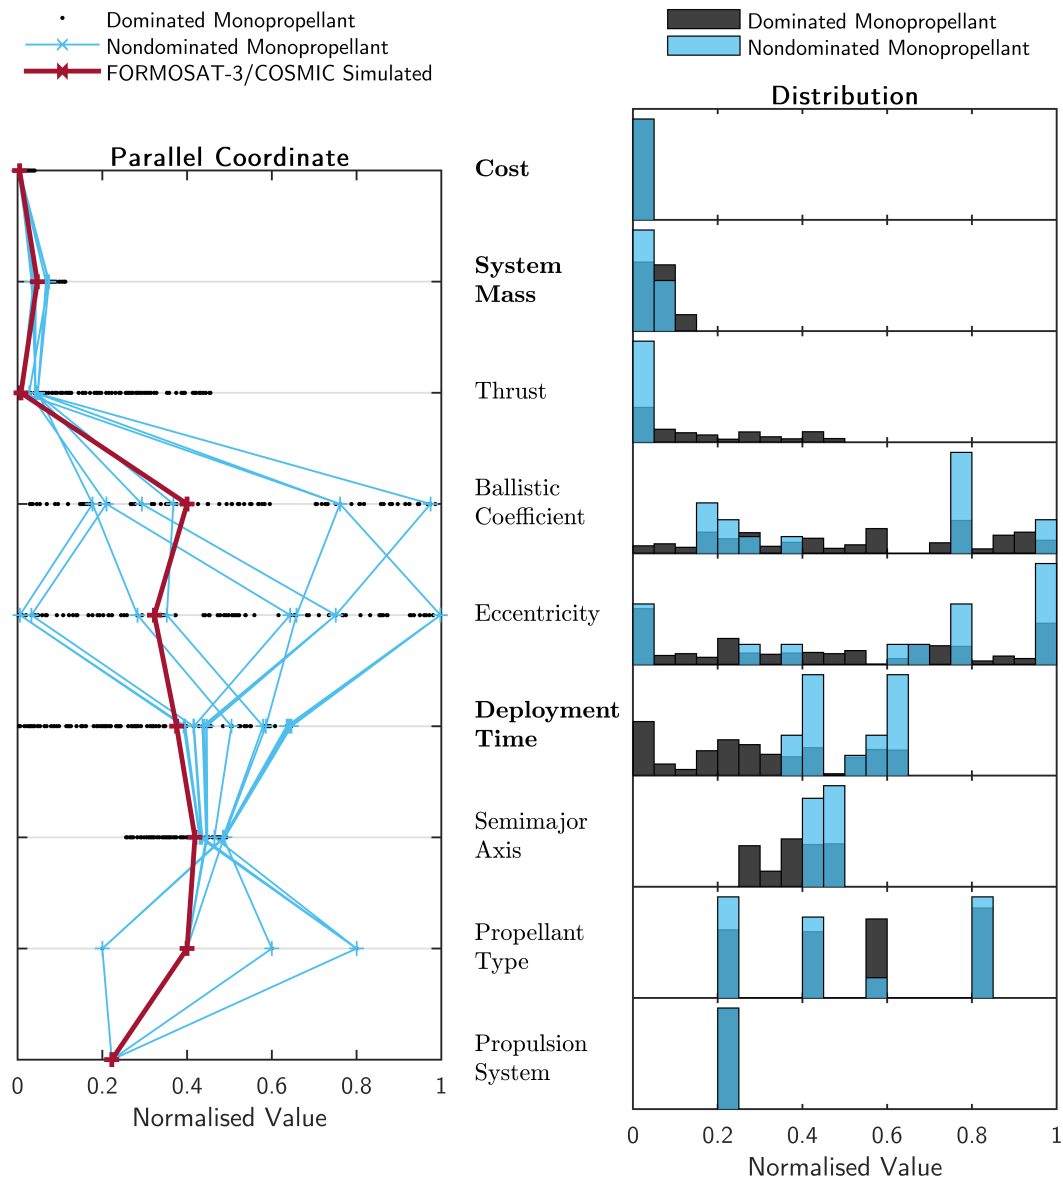 Dominated Monopropellant
Nondominated Monopropellant
FORMOSAT-3/COSMIC Simulated
Parallel Coordinate
0
0.2
0.4
0.6
0.8
1
Normalised Value
Cost
System
Mass
Thrust
Ballistic
Coefficient
Eccentricity
Deployment
Time
Semimajor
Axis
Propellant
Type
Propulsion
System
Dominated Monopropellant
Nondominated Monopropellant
Distribution
0
0.2
0.4
0.6
0.8
1
Normalised Value